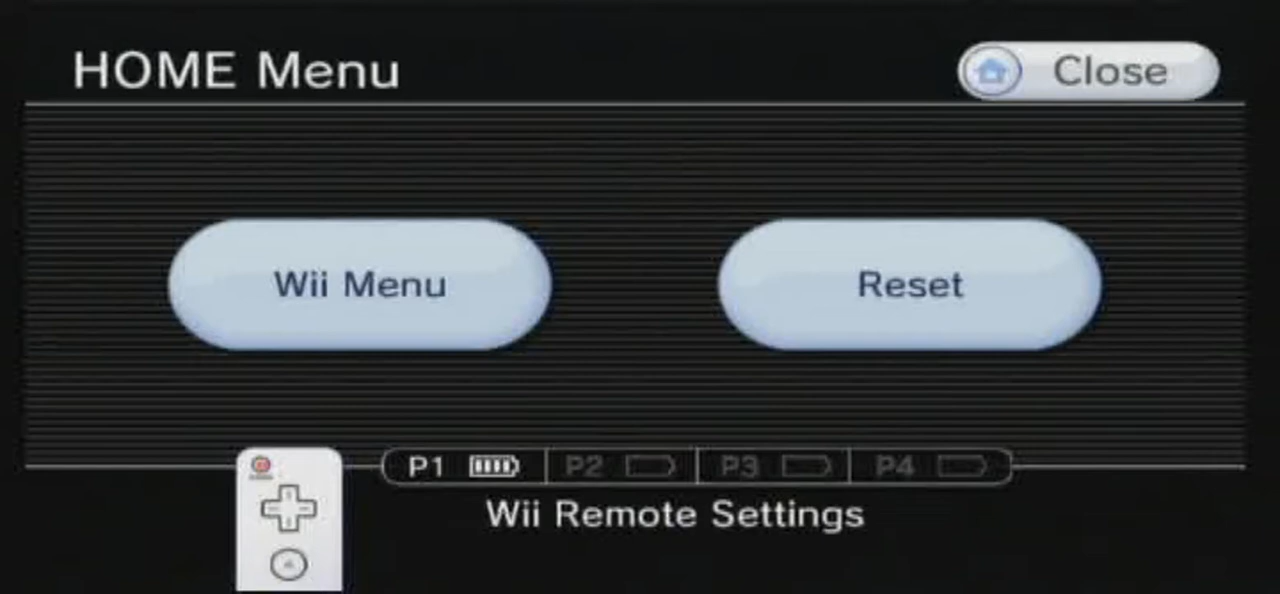 HOME Menu
Close
Wii Menu
Reset
P1 P2 P3 P4
Wii Remote Settings